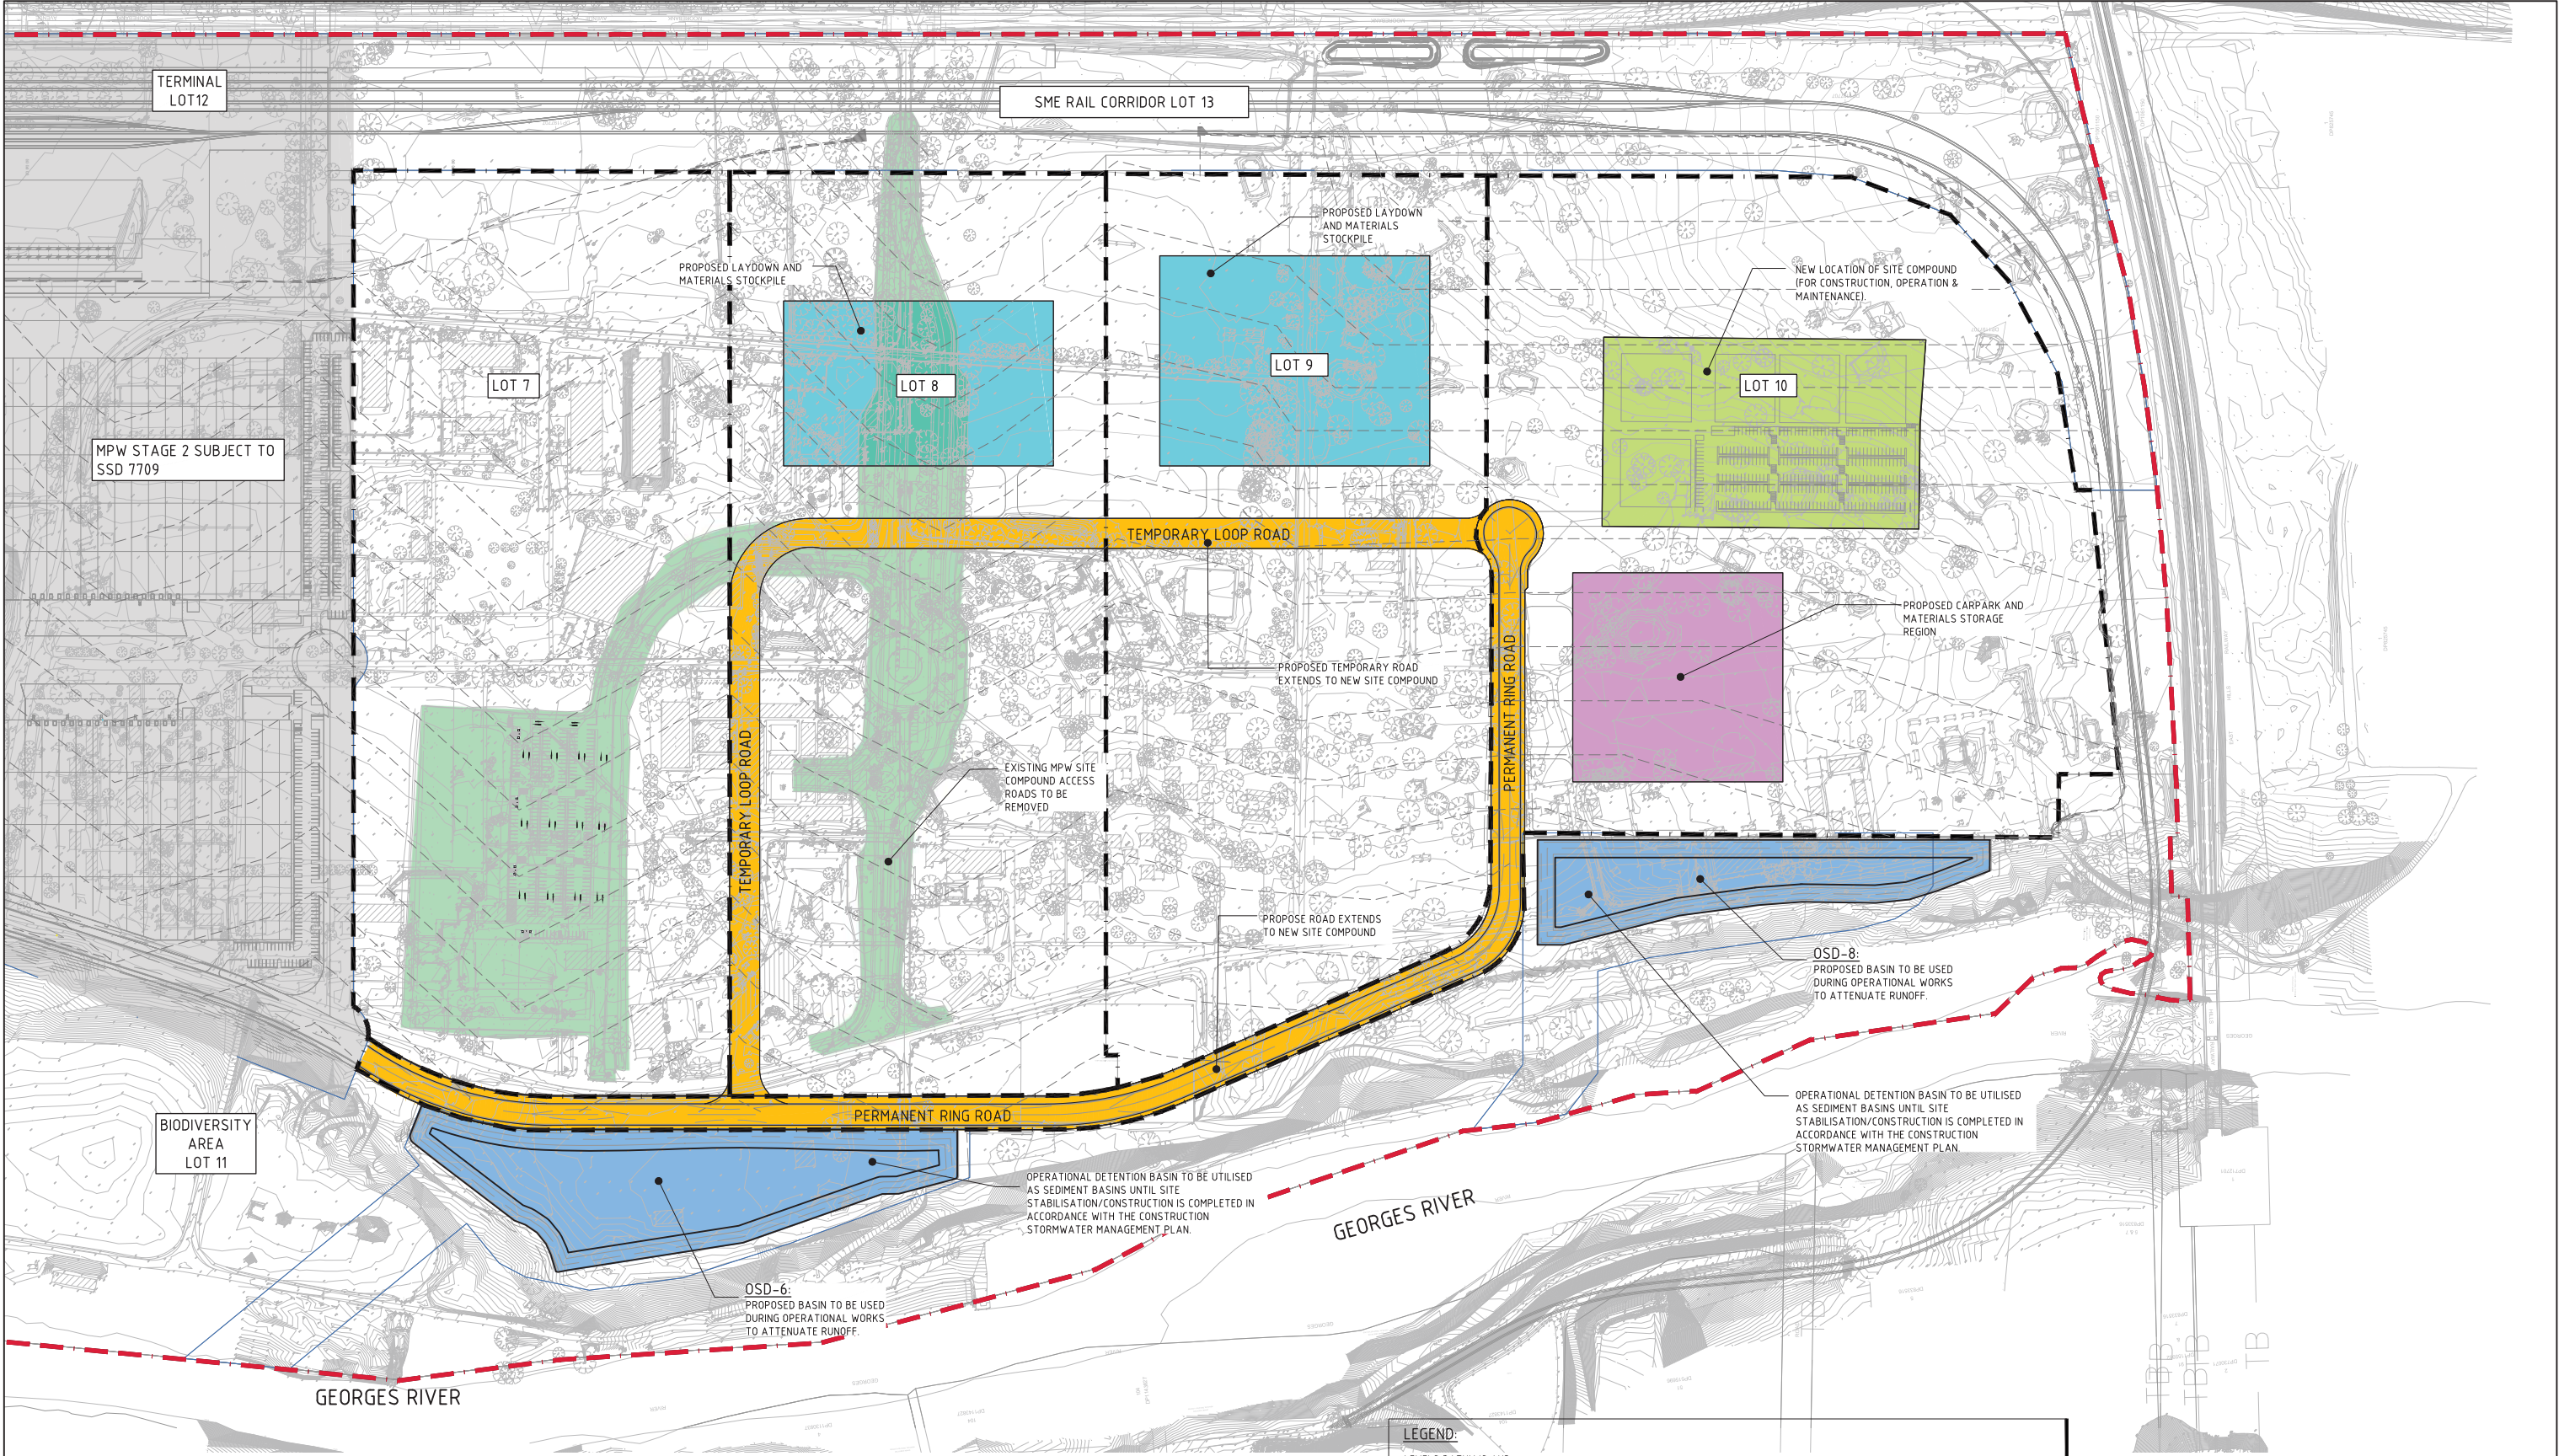 TERMINAL
LOT12
SME RAIL CORRIDOR LOT 13
PROPOSED LAYDOWN
AND MATERIALS
STOCKPILE
PROPOSED LAYDOWN AND
MATERIALS STOCKPILE
NEW LOCATION OF SITE COMPOUND
(FOR CONSTRUCTION, OPERATION &
MAINTENANCE).
LOT 7
LOT 8
LOT 9
LOT 10
MPW STAGE 2 SUBJECT TO
SSD 7709
TEMPORARY LOOP ROAD
PROPOSED CARPARK AND
MATERIALS STORAGE
REGION
PROPOSED TEMPORARY ROAD
EXTENDS TO NEW SITE COMPOUND
PERMANENT RING ROAD
TEMPORARY LOOP ROAD
EXISTING MPW SITE
COMPOUND ACCESS
ROADS TO BE
REMOVED
PROPOSE ROAD EXTENDS
TO NEW SITE COMPOUND
OSD-8:
PROPOSED BASIN TO BE USED
DURING OPERATIONAL WORKS
TO ATTENUATE RUNOFF.
PERMANENT RING ROAD
OPERATIONAL DETENTION BASIN TO BE UTILISED
AS SEDIMENT BASINS UNTIL SITE
STABILISATION/CONSTRUCTION IS COMPLETED IN
ACCORDANCE WITH THE CONSTRUCTION
STORMWATER MANAGEMENT PLAN.
BIODIVERSITY
AREA
LOT 11
OPERATIONAL DETENTION BASIN TO BE UTILISED
AS SEDIMENT BASINS UNTIL SITE
STABILISATION/CONSTRUCTION IS COMPLETED IN
ACCORDANCE WITH THE CONSTRUCTION
STORMWATER MANAGEMENT PLAN.
GEORGES RIVER
OSD-6:
PROPOSED BASIN TO BE USED
DURING OPERATIONAL WORKS
TO ATTENUATE RUNOFF.
GEORGES RIVER
LEGEND: